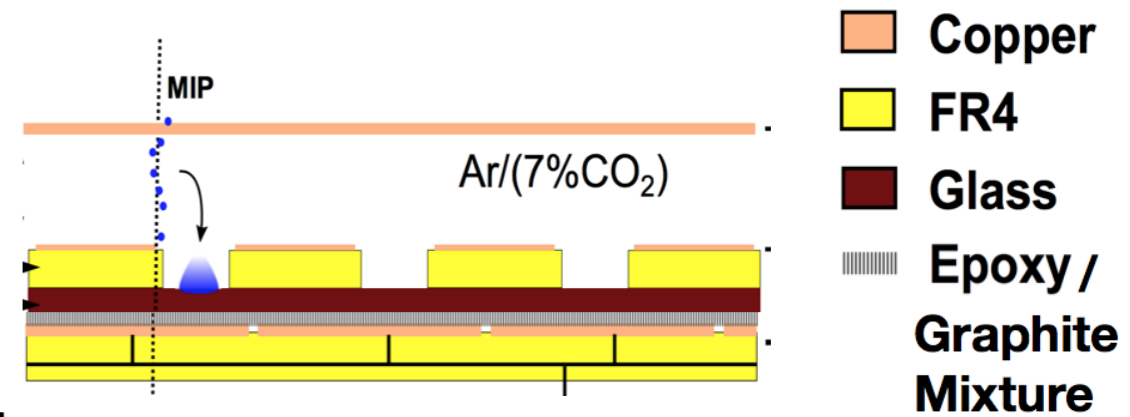 MIP
Ar/(7%CO₂)
Copper
FR4
Glass
Epoxy/
Graphite
Mixture